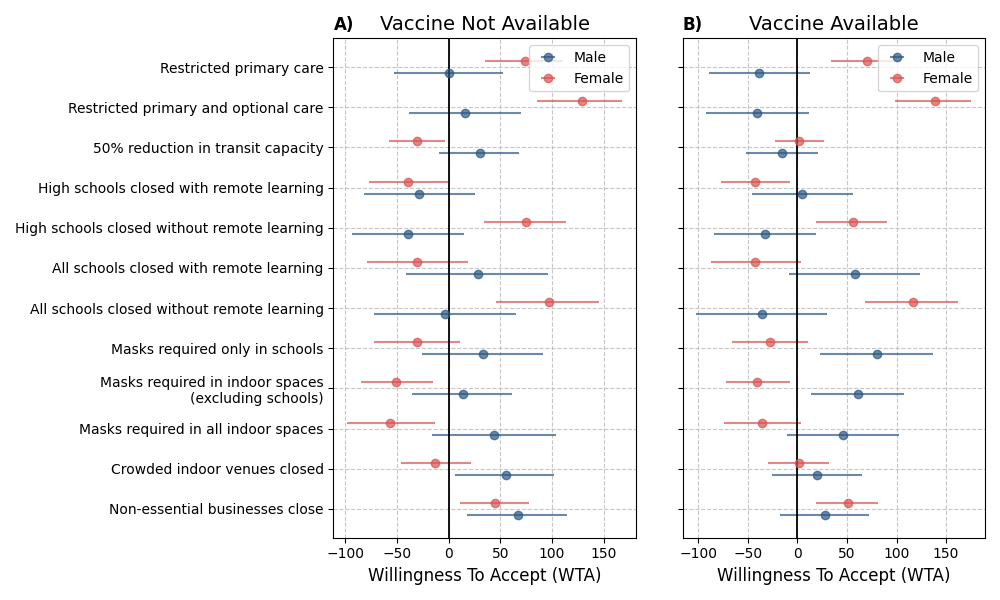 A) Vaccine Not Available
B) Vaccine Available
Male
Female
Male
Female
Restricted primary care
Restricted primary and optional care
50% reduction in transit capacity
High schools closed with remote learning
High schools closed without remote learning
All schools closed with remote learning
All schools closed without remote learning
Masks required only in schools
Masks required in indoor spaces
(excluding schools)
Masks required in all indoor spaces
Crowded indoor venues closed
Non-essential businesses close
−100 −50 0 50 100 150
−100 −50 0 50 100 150
Willingness To Accept (WTA)
Willingness To Accept (WTA)